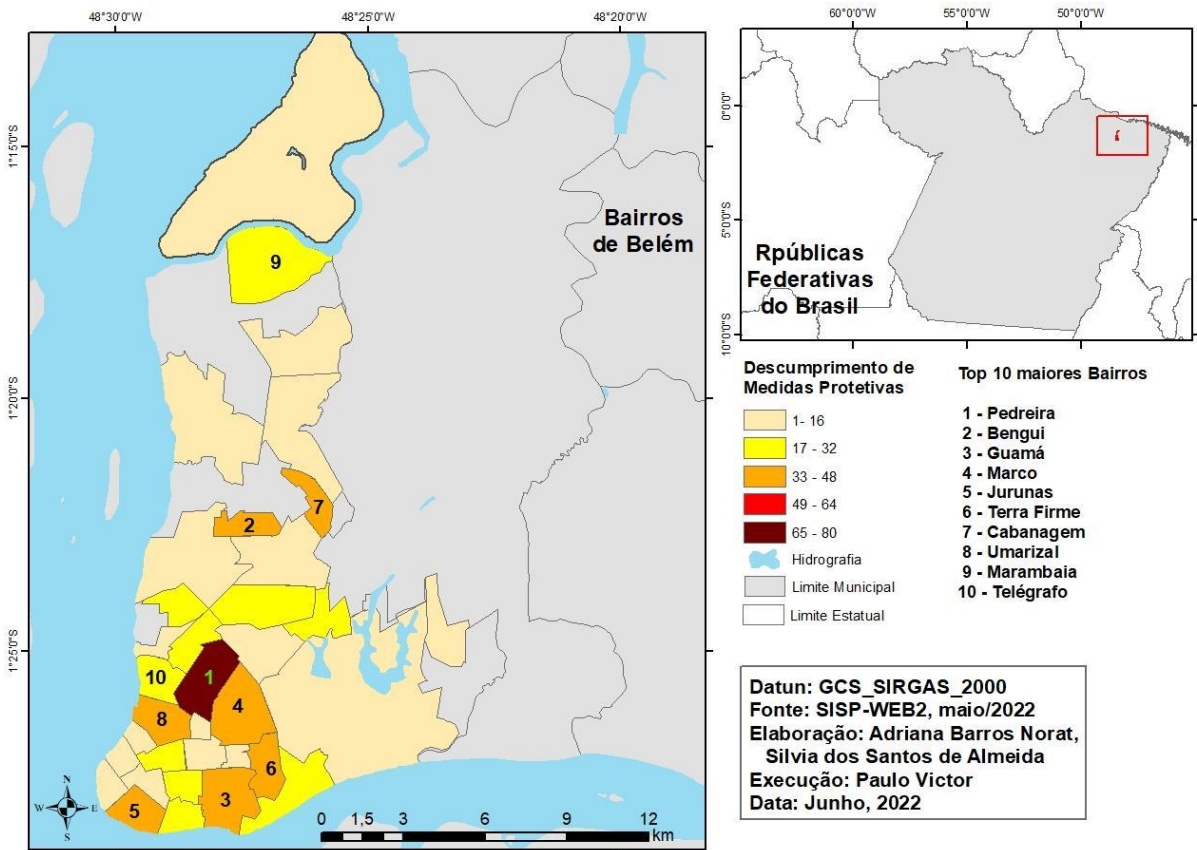 48°30'0"W
48°25'0"W
48°20'0"W
1°15'0"S
1°20'0"S
1°25'0"S
Bairros
de Belém
9
7
2
10
1
4
8
6
3
5
N
W
E
S
0
1,5
3
6
9
12
km
60°0'0"W
55°0'0"W
50°0'0"W
0°0'0"
5°0'0"S
10°0'0"S
Rpúblicas
Federativas
do Brasil
Descumprimento de
Medidas Protetivas
1- 16
17 - 32
33 - 48
49 - 64
65 - 80
Hidrografia
Limite Municipal
Limite Estatual
Top 10 maiores Bairros
1 - Pedreira
2 - Bengui
3 - Guamá
4 - Marco
5 - Jurunas
6 - Terra Firme
7 - Cabanagem
8 - Umarizal
9 - Marambaia
10 - Telégrafo
Datun: GCS_SIRGAS_2000
Fonte: SISP-WEB2, maio/2022
Elaboração: Adriana Barros Norat,
Silvia dos Santos de Almeida
Execução: Paulo Victor
Data: Junho, 2022